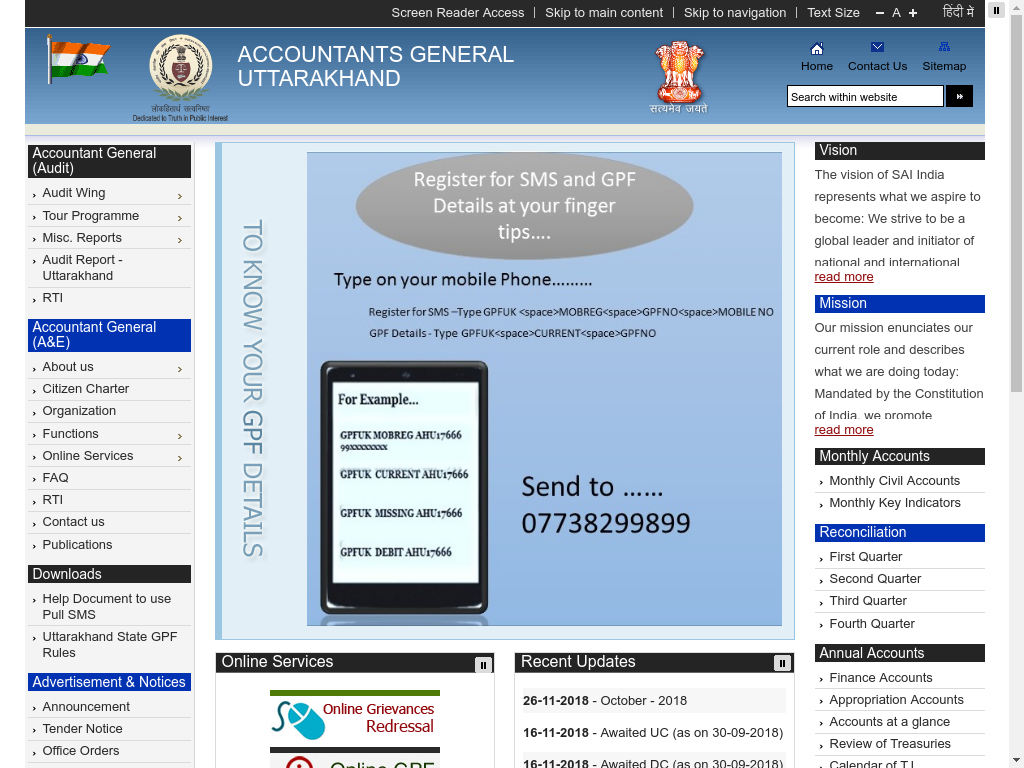 Screen Reader Access | Skip to main content | Skip to navigation | Text Size − A + हिंदी में
ACCOUNTANTS GENERAL
UTTARAKHAND
लोकहितार्थ सत्यनिष्ठा
Dedicated to Truth in Public Interest
सत्यमेव जयते
Home Contact Us Sitemap
Search within website
Accountant General
(Audit)
Audit Wing
Tour Programme
Misc. Reports
Audit Report -
Uttarakhand
RTI
Accountant General
(A&E)
About us
Citizen Charter
Organization
Functions
Online Services
FAQ
RTI
Contact us
Publications
Downloads
Help Document to use
Pull SMS
Uttarakhand State GPF
Rules
Advertisement & Notices
Announcement
Tender Notice
Office Orders
TO KNOW YOUR GPF DETAILS
Register for SMS and GPF
Details at your finger
tips....
Type on your mobile Phone.........
Register for SMS –Type GPFUK <space>MOBREG<space>GPFNO<space>MOBILE NO
GPF Details - Type GPFUK<space>CURRENT<space>GPFNO
For Example...
GPFUK MOBREG AHU17666
99xxxxxxxx
GPFUK CURRENT AHU17666
GPFUK MISSING AHU17666
GPFUK DEBIT AHU17666
Send to ......
07738299899
Online Services
Online Grievances
Redressal
Online GPF
Recent Updates
26-11-2018 - October - 2018
16-11-2018 - Awaited UC (as on 30-09-2018)
16-11-2018 - Awaited DC (as on 30-09-2018)
Vision
The vision of SAI India
represents what we aspire to
become: We strive to be a
global leader and initiator of
national and international
read more
Mission
Our mission enunciates our
current role and describes
what we are doing today:
Mandated by the Constitution
of India, we promote
read more
Monthly Accounts
Monthly Civil Accounts
Monthly Key Indicators
Reconciliation
First Quarter
Second Quarter
Third Quarter
Fourth Quarter
Annual Accounts
Finance Accounts
Appropriation Accounts
Accounts at a glance
Review of Treasuries
Calendar of T.I.